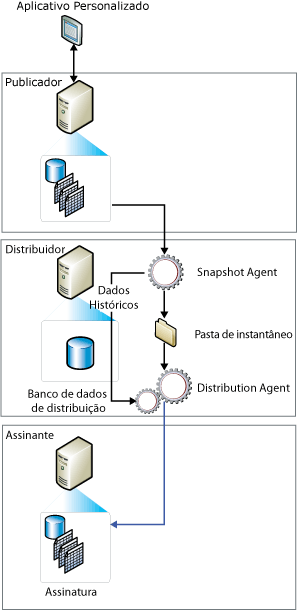 Aplicativo Personalizado
Publicador
Distribuidor
Snapshot Agent
Dados
Históricos
Pasta de instantâneo
Banco de dados
de distribuição
Distribution Agent
Assinante
Assinatura